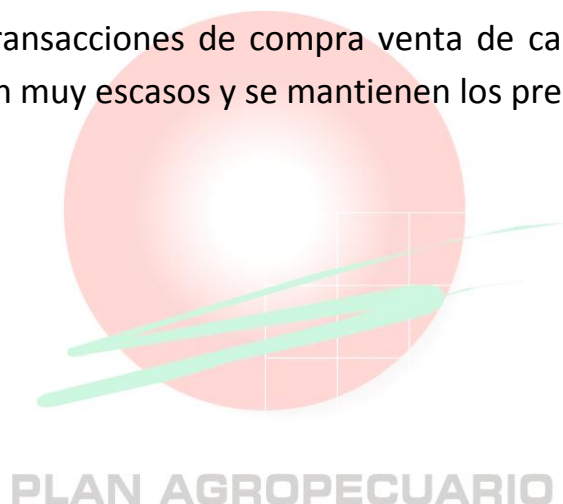 ransacciones de compra venta de ca
n muy escasos y se mantienen los pre
PLAN AGROPECUARIO